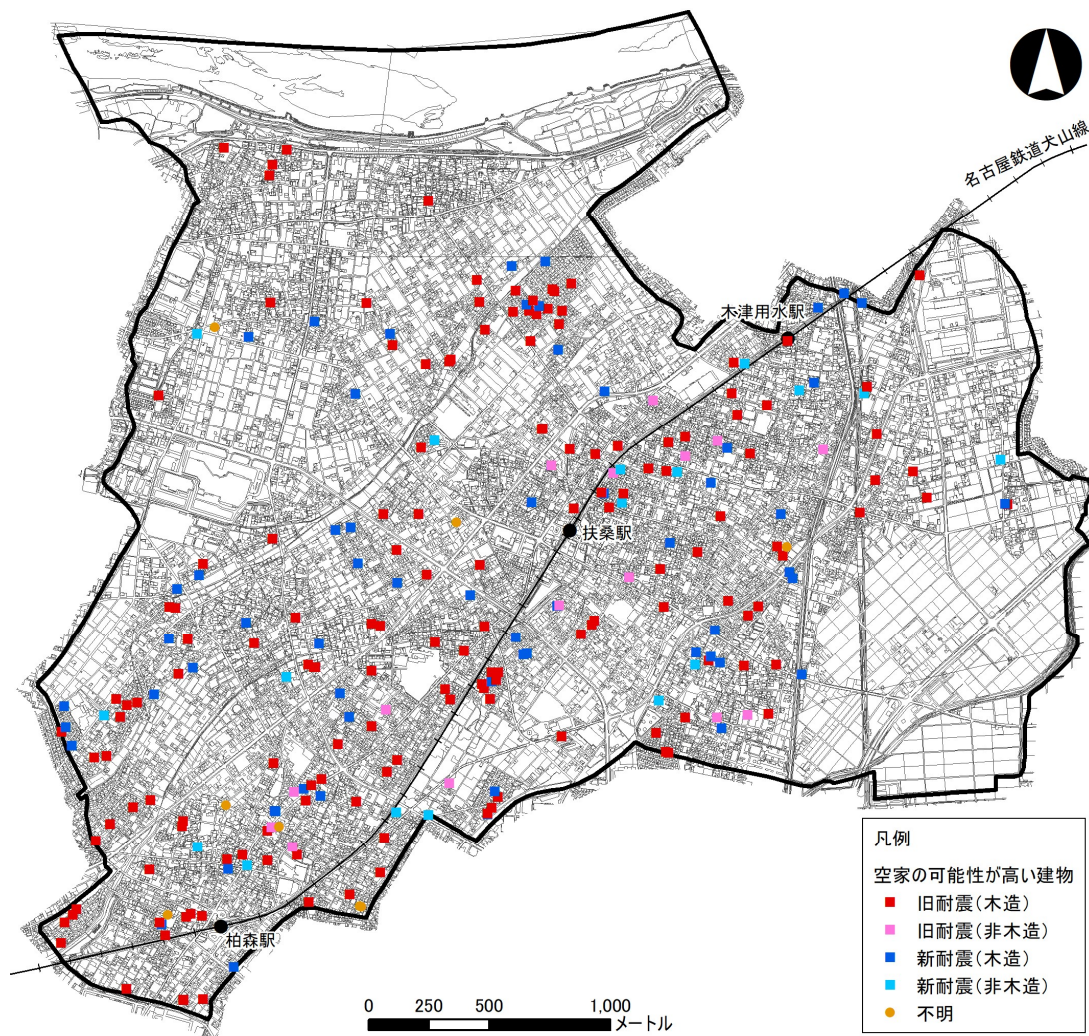 名古屋鉄道犬山線
木津用水駅
扶桑駅
柏森駅
凡例
空家の可能性が高い建物
旧耐震(木造)
旧耐震(非木造)
新耐震(木造)
新耐震(非木造)
不明
0 250 500 1,000
メートル